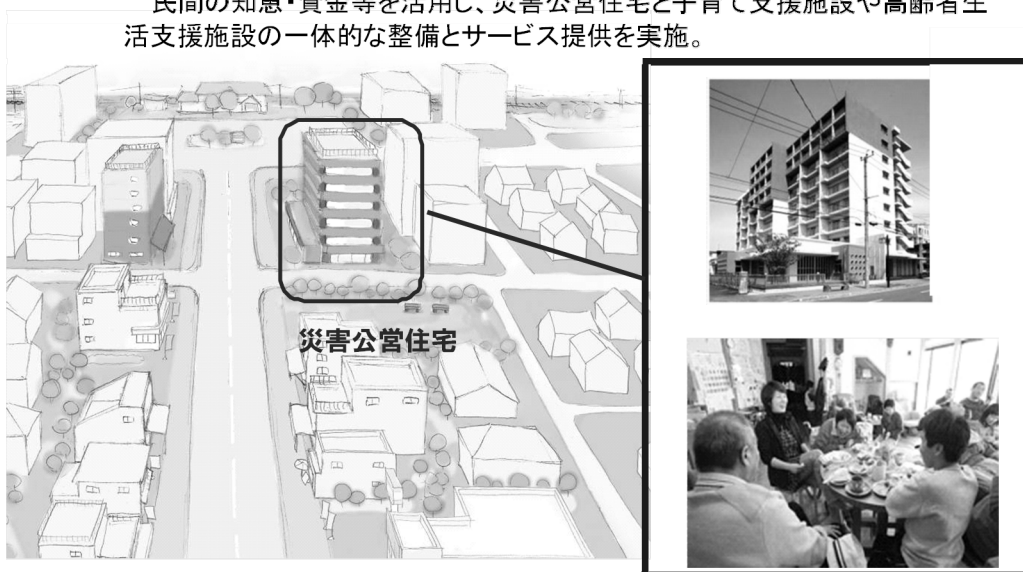 民間の知恵・資金等を活用し、災害公営住宅と子育て支援施設や高齢者生
活支援施設の一体的な整備とサービス提供を実施。
災害公営住宅